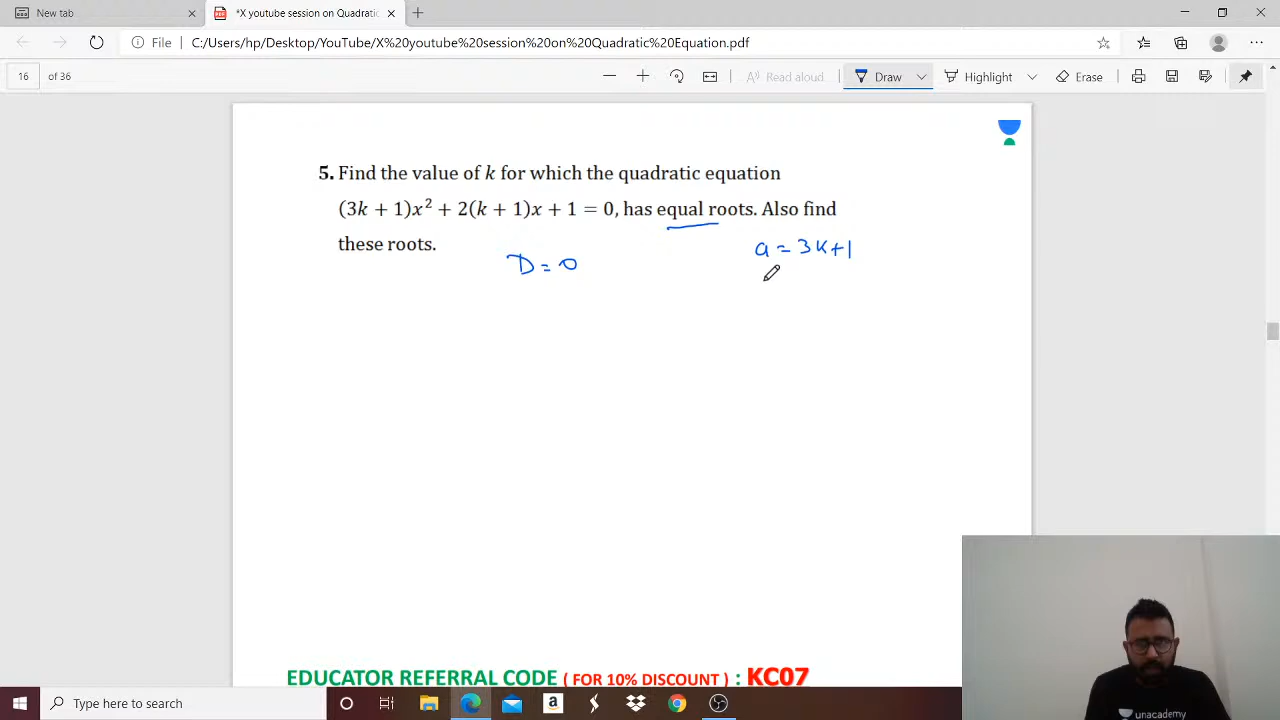 New tab
*X youtube session on Quadratic
File C:/Users/hp/Desktop/YouTube/X%20youtube%20session%20on%20Quadratic%20Equation.pdf
16 of 36 Read aloud Draw Highlight Erase
5. Find the value of k for which the quadratic equation
(3k + 1)x² + 2(k + 1)x + 1 = 0, has equal roots. Also find
these roots.
a = 3k+1
D = 0
EDUCATOR REFERRAL CODE ( FOR 10% DISCOUNT ) : KC07
unacademy
Type here to search